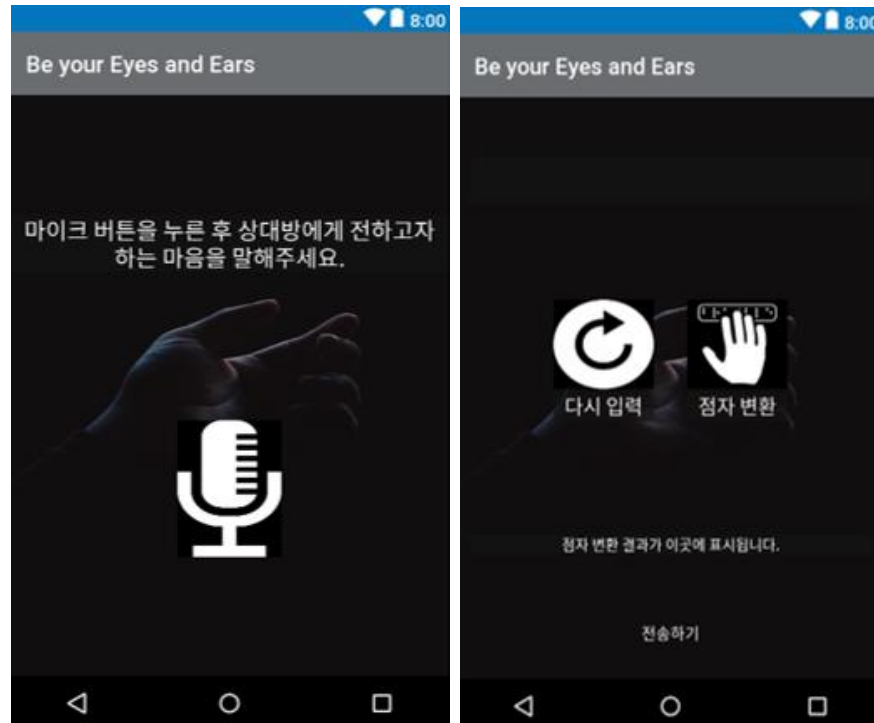 8:00
Be your Eyes and Ears
마이크 버튼을 누른 후 상대방에게 전하고자
하는 마음을 말해주세요.
8:00
Be your Eyes and Ears
다시 입력
점자 변환
점자 변환 결과가 이곳에 표시됩니다.
전송하기